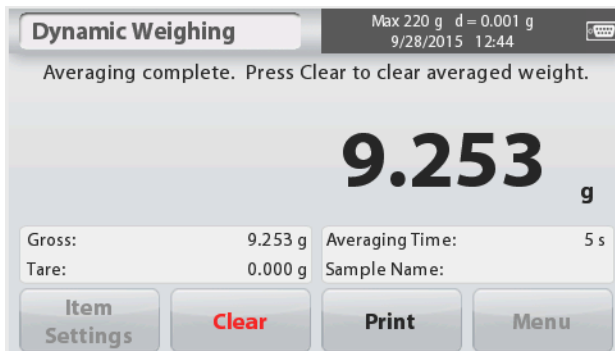 Dynamic Weighing
Max 220 g d = 0.001 g
9/28/2015 12:44
Averaging complete. Press Clear to clear averaged weight.
9.253 g
Gross: 9.253 g
Tare: 0.000 g
Averaging Time: 5 s
Sample Name:
Item
Settings
Clear
Print
Menu